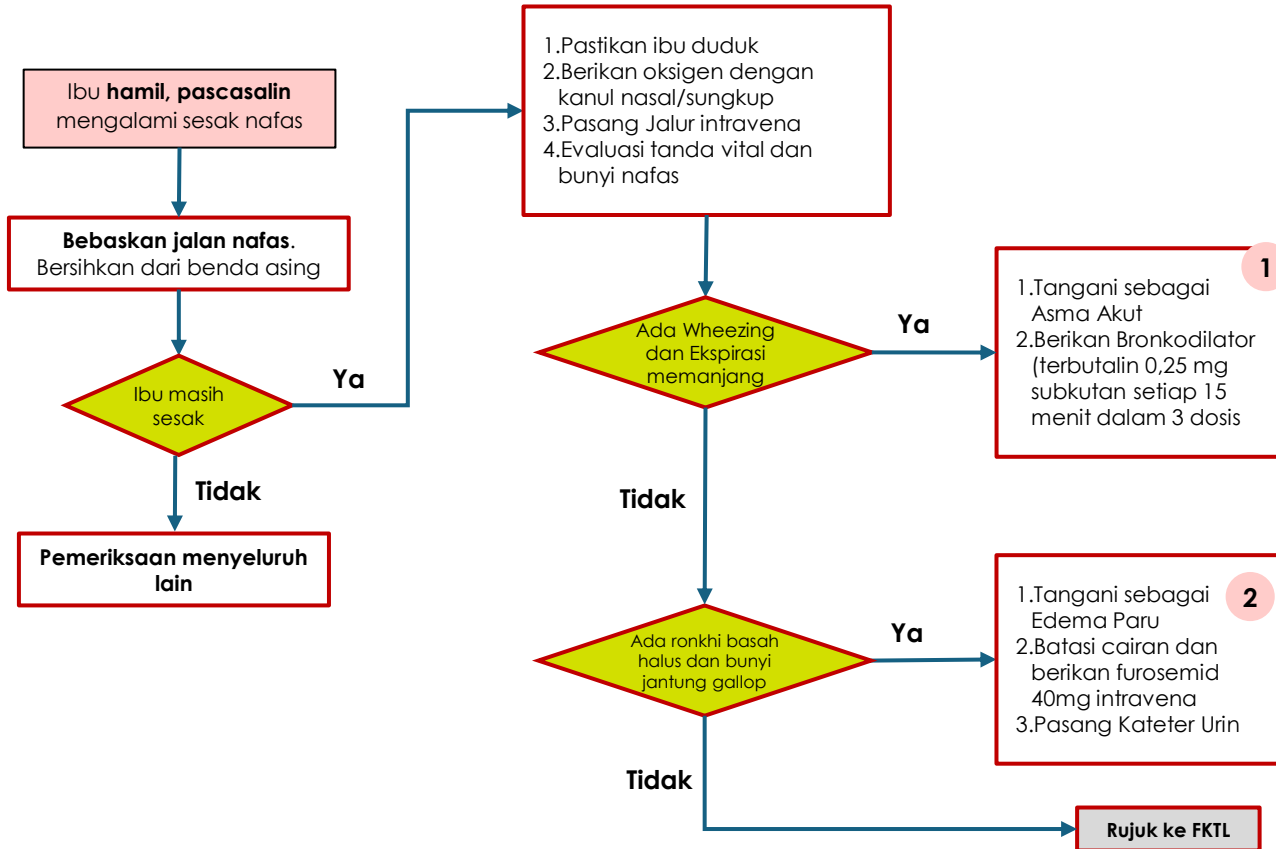 Ibu hamil, pascasalin
mengalami sesak nafas
Bebaskan jalan nafas.
Bersihkan dari benda asing
Ibu masih
sesak
Ya
Tidak
Pemeriksaan menyeluruh
lain
1.Pastikan ibu duduk
2.Berikan oksigen dengan
kanul nasal/sungkup
3.Pasang Jalur intravena
4.Evaluasi tanda vital dan
bunyi nafas
Ada Wheezing
dan Ekspirasi
memanjang
Ya
1
1.Tangani sebagai
Asma Akut
2.Berikan Bronkodilator
(terbutalin 0,25 mg
subkutan setiap 15
menit dalam 3 dosis
Tidak
Ada ronkhi basah
halus dan bunyi
jantung gallop
Ya
2
1.Tangani sebagai
Edema Paru
2.Batasi cairan dan
berikan furosemid
40mg intravena
3.Pasang Kateter Urin
Tidak
Rujuk ke FKTL